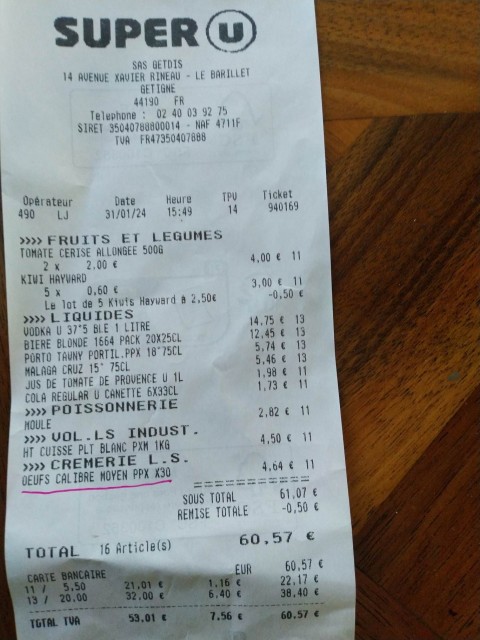 SUPER U
SAS GETDIS
14 AVENUE XAVIER RINEAU - LE BARILLET
GETIGNE
44190 FR
Telephone : 02 40 03 92 75
SIRET 35040788800014 - NAF 4711F
TVA FR47350407888
Opérateur Date Heure TPV Ticket
490 LJ 31/01/24 15:49 14 940169
>>>> FRUITS ET LEGUMES
TOMATE CERISE ALLONGEE 500G
2 x 2,00 € 4,00 € 11
KIWI HAYWARD
5 x 0,60 € 3,00 € 11
Le lot de 5 Kiwis Hayward à 2,50€ -0,50 €
>>>> LIQUIDES
VODKA U 37°5 BLE 1 LITRE 14,75 € 13
BIERE BLONDE 1664 PACK 20X25CL 12,45 € 13
PORTO TAWNY PORTIL.PPX 18°75CL 5,74 € 13
MALAGA CRUZ 15° 75CL 5,46 € 13
JUS DE TOMATE DE PROVENCE U 1L 1,98 € 11
COLA REGULAR U CANETTE 6X33CL 1,73 € 11
>>>> POISSONNERIE
MOULE 2,82 € 11
>>>> VOL.LS INDUST.
HT CUISSE PLT BLANC PXM 1KG 4,50 € 11
>>>> CREMERIE L.S.
OEUFS CALIBRE MOYEN PPX X30 4,64 € 11
===========
SOUS TOTAL 61,07 €
REMISE TOTALE -0,50 €
TOTAL 16 Article(s) 60,57 €
EUR 60,57 €
CARTE BANCAIRE
11 / 5,50 21,01 € 1,16 € 22,17 €
13 / 20,00 32,00 € 6,40 € 38,40 €
TOTAL TVA 53,01 € 7,56 € 60,57 €